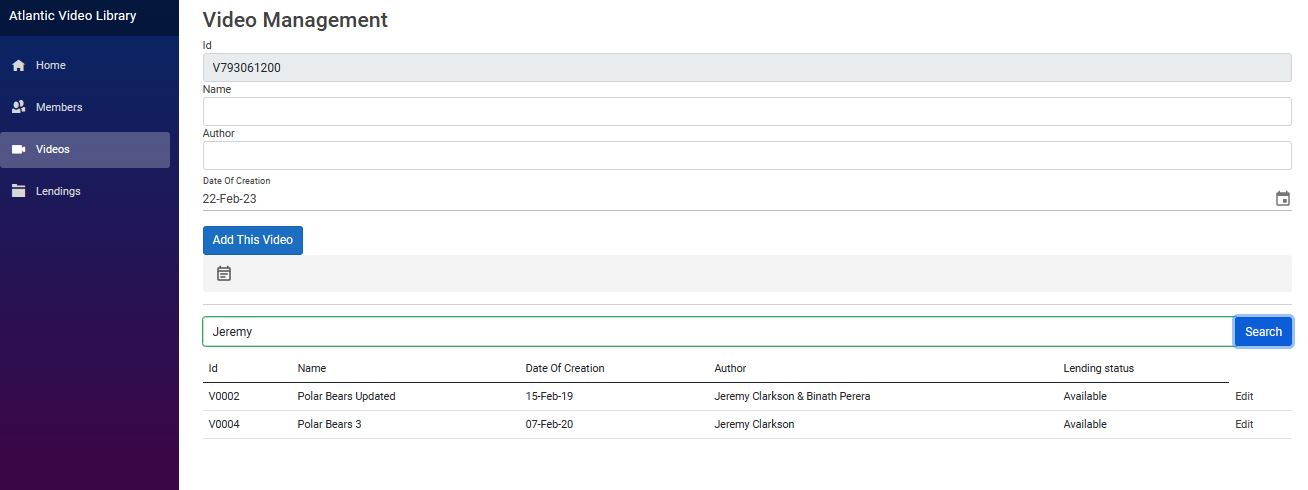 Atlantic Video Library
Home
Members
Videos
Lendings
Video Management
Id
V793061200
Name
Author
Date Of Creation
22-Feb-23
Add This Video
Jeremy Search
Id Name Date Of Creation Author Lending status
V0002 Polar Bears Updated 15-Feb-19 Jeremy Clarkson & Binath Perera Available Edit
V0004 Polar Bears 3 07-Feb-20 Jeremy Clarkson Available Edit